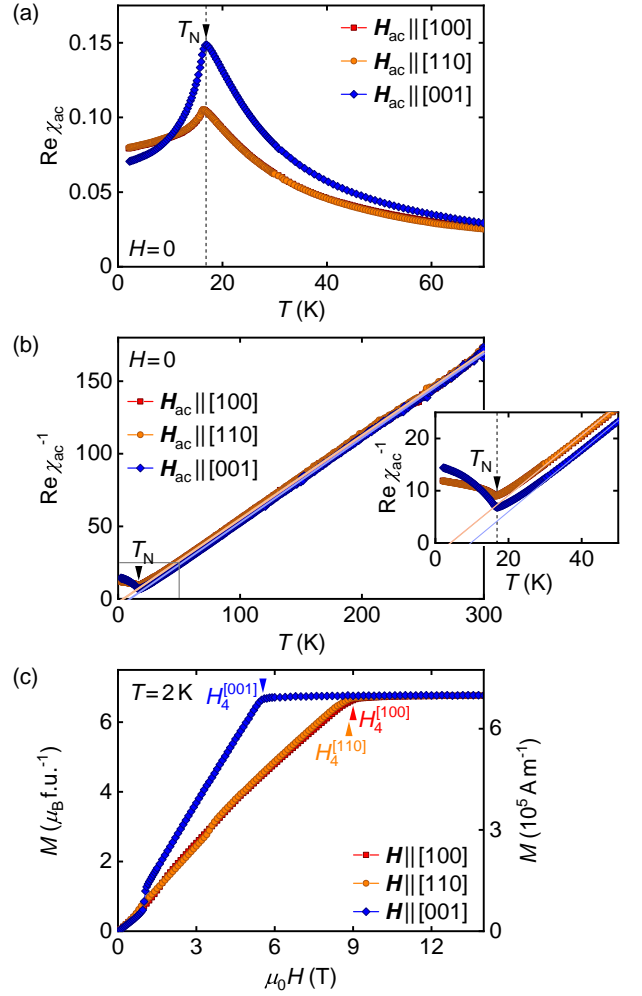 (a)
T_N
H_ac || [100]
H_ac || [110]
H_ac || [001]
H = 0
Re χ_ac
0.15
0.10
0.05
0
0 20 40 60
T (K)
(b)
H = 0
H_ac || [100]
H_ac || [110]
H_ac || [001]
T_N
Re χ_ac^-1
150
100
50
0
0 100 200 300
T (K)
T_N
Re χ_ac^-1
20
10
0
0 20 40
T (K)
(c)
T = 2 K
H_4^[001]
H_4^[100]
H_4^[110]
H || [100]
H || [110]
H || [001]
M (μ_B f.u.^-1)
6
4
2
0
M (10^5 A m^-1)
6
3
0
0 3 6 9 12
μ_0H (T)